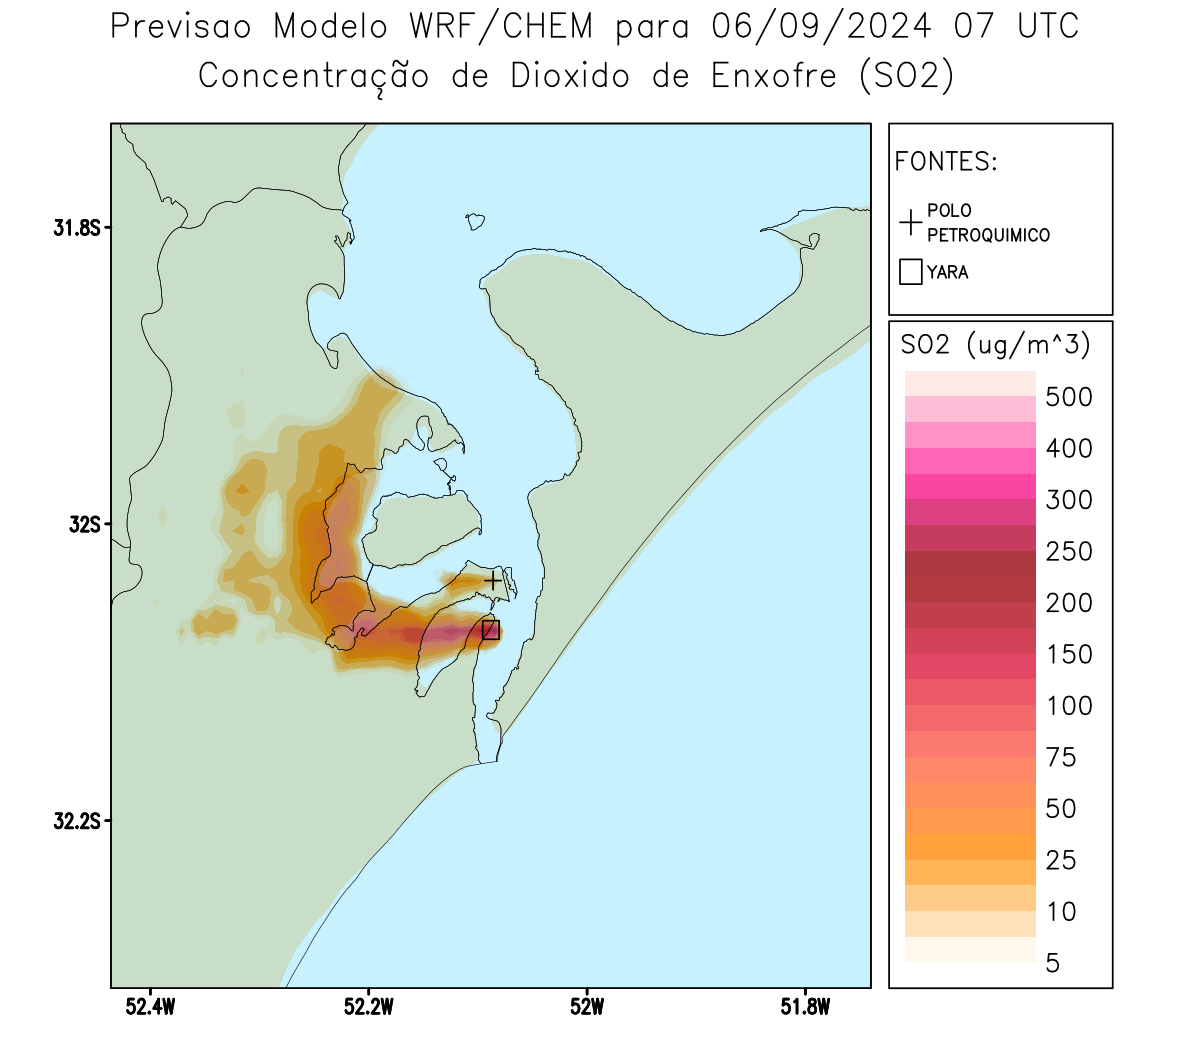 Previsao Modelo WRF/CHEM para 06/09/2024 07 UTC
Concentração de Dioxido de Enxofre (SO2)
FONTES:
POLO
PETROQUIMICO
YARA
31.8S
32S
32.2S
52.4W
52.2W
52W
51.8W
SO2 (ug/m^3)
500
400
300
250
200
150
100
75
50
25
10
5